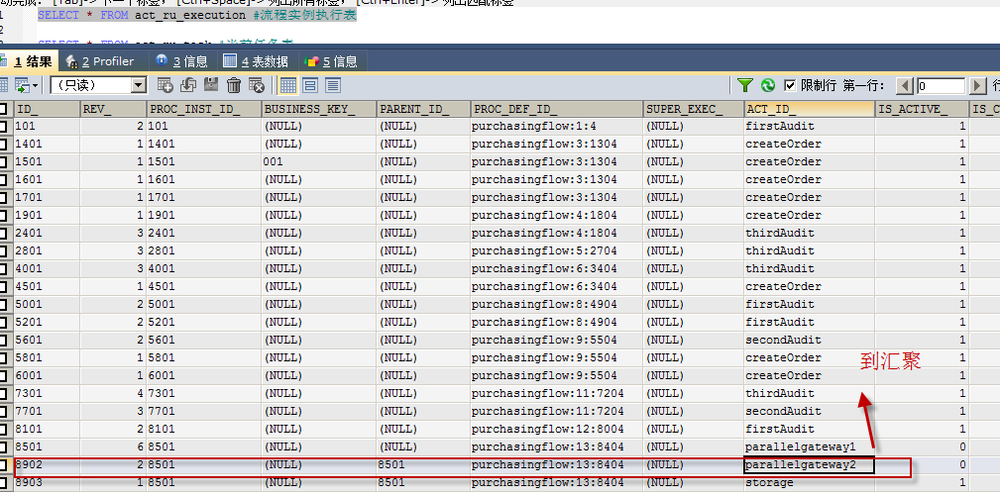 动完成: [Tab]-> 下一个标签, [Ctrl+Space]-> 列出所有标签, [Ctrl+Enter]-> 列出匹配标签
1 SELECT * FROM act_ru_execution #流程实例执行表
2
SELECT * FROM act_ru_task #当前任务表
1 结果 2 Profiler 3 信息 4 表数据 5 信息
(只读) 限制行 第一行: 0 行
ID_ REV_ PROC_INST_ID_ BUSINESS_KEY_ PARENT_ID_ PROC_DEF_ID_ SUPER_EXEC_ ACT_ID_ IS_ACTIVE_ IS_C
101 2 101 (NULL) (NULL) purchasingflow:1:4 (NULL) firstAudit 1
1401 1 1401 (NULL) (NULL) purchasingflow:3:1304 (NULL) createOrder 1
1501 1 1501 001 (NULL) purchasingflow:3:1304 (NULL) createOrder 1
1601 1 1601 (NULL) (NULL) purchasingflow:3:1304 (NULL) createOrder 1
1701 1 1701 (NULL) (NULL) purchasingflow:3:1304 (NULL) createOrder 1
1901 1 1901 (NULL) (NULL) purchasingflow:4:1804 (NULL) createOrder 1
2401 3 2401 (NULL) (NULL) purchasingflow:4:1804 (NULL) thirdAudit 1
2801 3 2801 (NULL) (NULL) purchasingflow:5:2704 (NULL) thirdAudit 1
4001 3 4001 (NULL) (NULL) purchasingflow:6:3404 (NULL) thirdAudit 1
4501 1 4501 (NULL) (NULL) purchasingflow:6:3404 (NULL) createOrder 1
5001 2 5001 (NULL) (NULL) purchasingflow:8:4904 (NULL) firstAudit 1
5201 2 5201 (NULL) (NULL) purchasingflow:8:4904 (NULL) firstAudit 1
5601 2 5601 (NULL) (NULL) purchasingflow:9:5504 (NULL) secondAudit 1
5801 1 5801 (NULL) (NULL) purchasingflow:9:5504 (NULL) createOrder 1
到汇聚
6001 1 6001 (NULL) (NULL) purchasingflow:9:5504 (NULL) createOrder 1
7301 4 7301 (NULL) (NULL) purchasingflow:11:7204 (NULL) thirdAudit 1
7701 3 7701 (NULL) (NULL) purchasingflow:11:7204 (NULL) secondAudit 1
8101 2 8101 (NULL) (NULL) purchasingflow:12:8004 (NULL) firstAudit 1
8501 6 8501 (NULL) (NULL) purchasingflow:13:8404 (NULL) parallelgateway1 0
8902 2 8501 (NULL) 8501 purchasingflow:13:8404 (NULL) parallelgateway2 0
8903 1 8501 (NULL) 8501 purchasingflow:13:8404 (NULL) storage 1